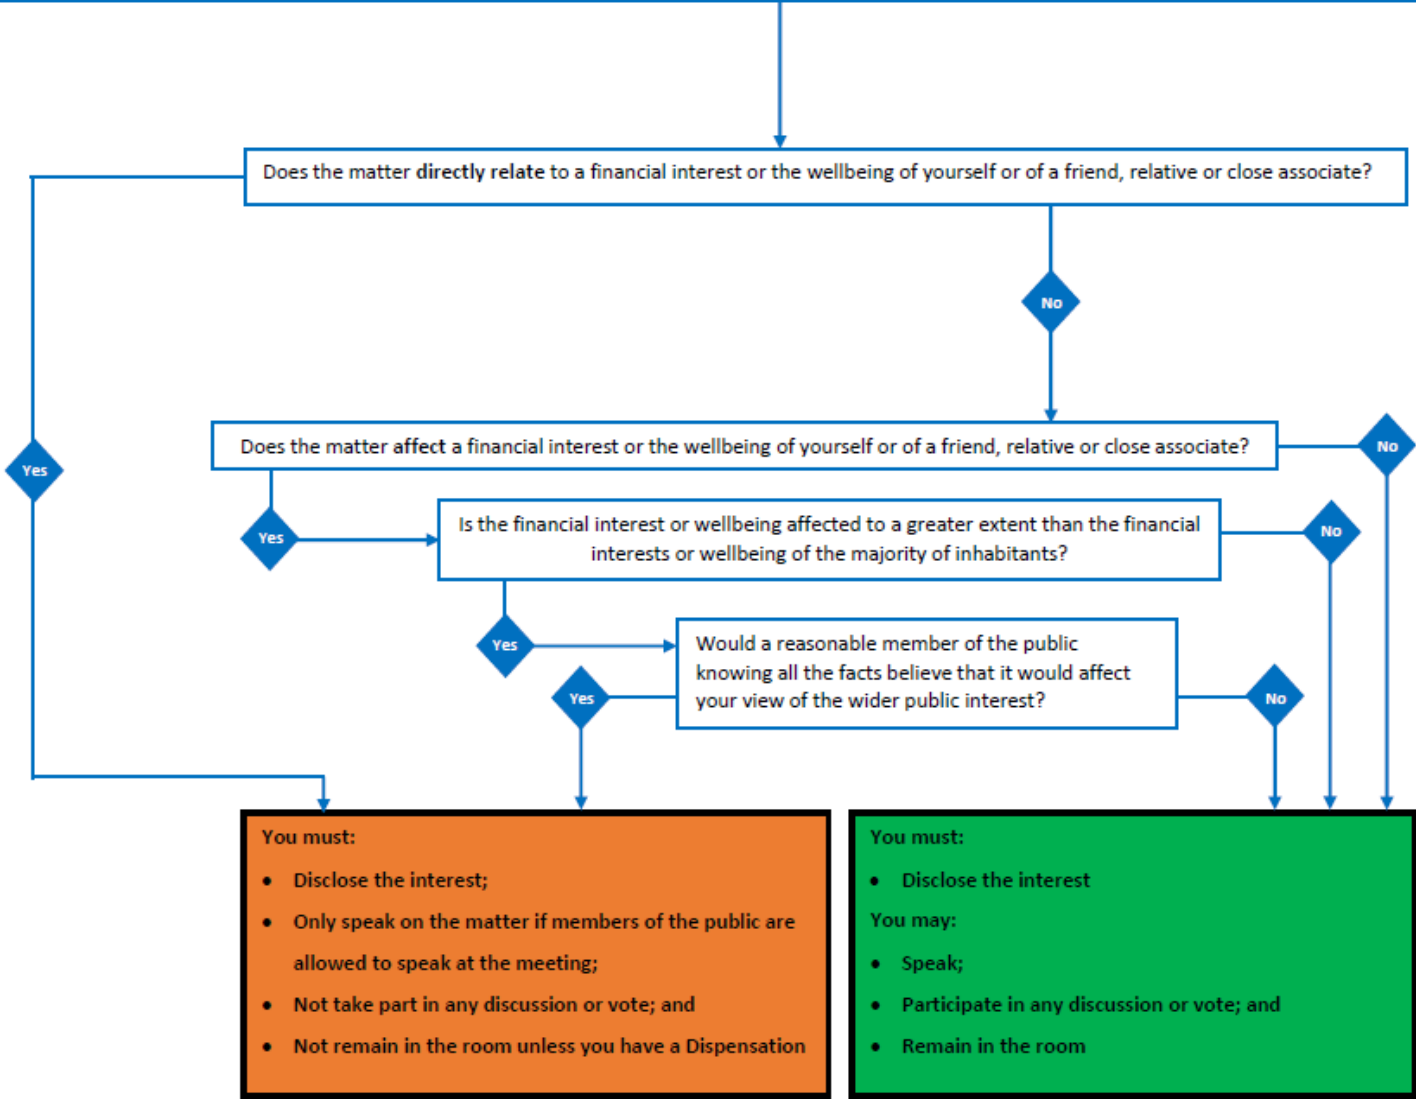 Does the matter directly relate to a financial interest or the wellbeing of yourself or of a friend, relative or close associate?
No
Does the matter affect a financial interest or the wellbeing of yourself or of a friend, relative or close associate?
No
Yes
Yes
Is the financial interest or wellbeing affected to a greater extent than the financial
interests or wellbeing of the majority of inhabitants?
No
Yes
Would a reasonable member of the public
knowing all the facts believe that it would affect
your view of the wider public interest?
Yes
No
You must:
• Disclose the interest;
• Only speak on the matter if members of the public are
allowed to speak at the meeting;
• Not take part in any discussion or vote; and
• Not remain in the room unless you have a Dispensation
You must:
• Disclose the interest
You may:
• Speak;
• Participate in any discussion or vote; and
• Remain in the room